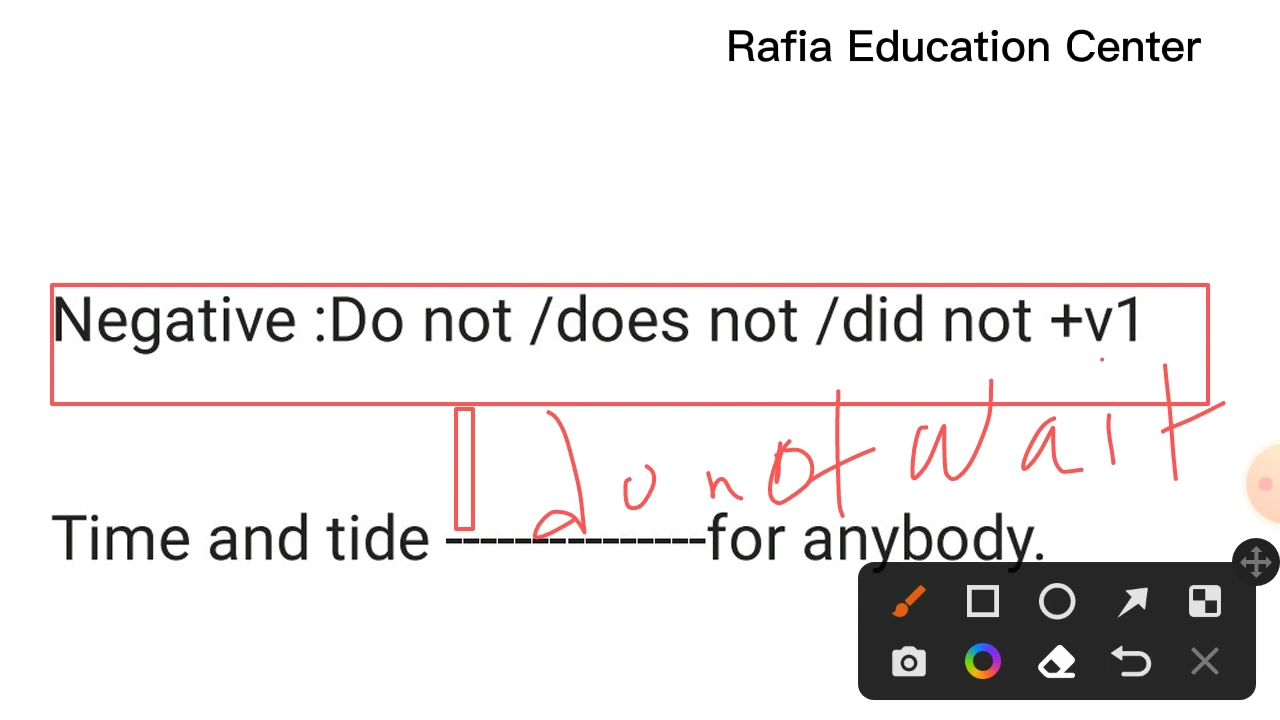 Rafia Education Center
Negative :Do not /does not /did not +v1
do not wait
Time and tide ---------------for anybody.